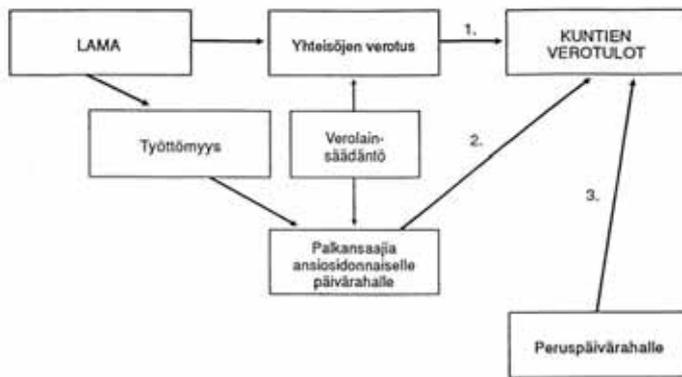 LAMA
Yhteisöjen verotus
1.
KUNTIEN
VEROTULOT
Työttömyys
Verolain-
säädäntö
2.
3.
Palkansaajia
ansiosidonnaiselle
päivärahalle
Peruspäivärahalle